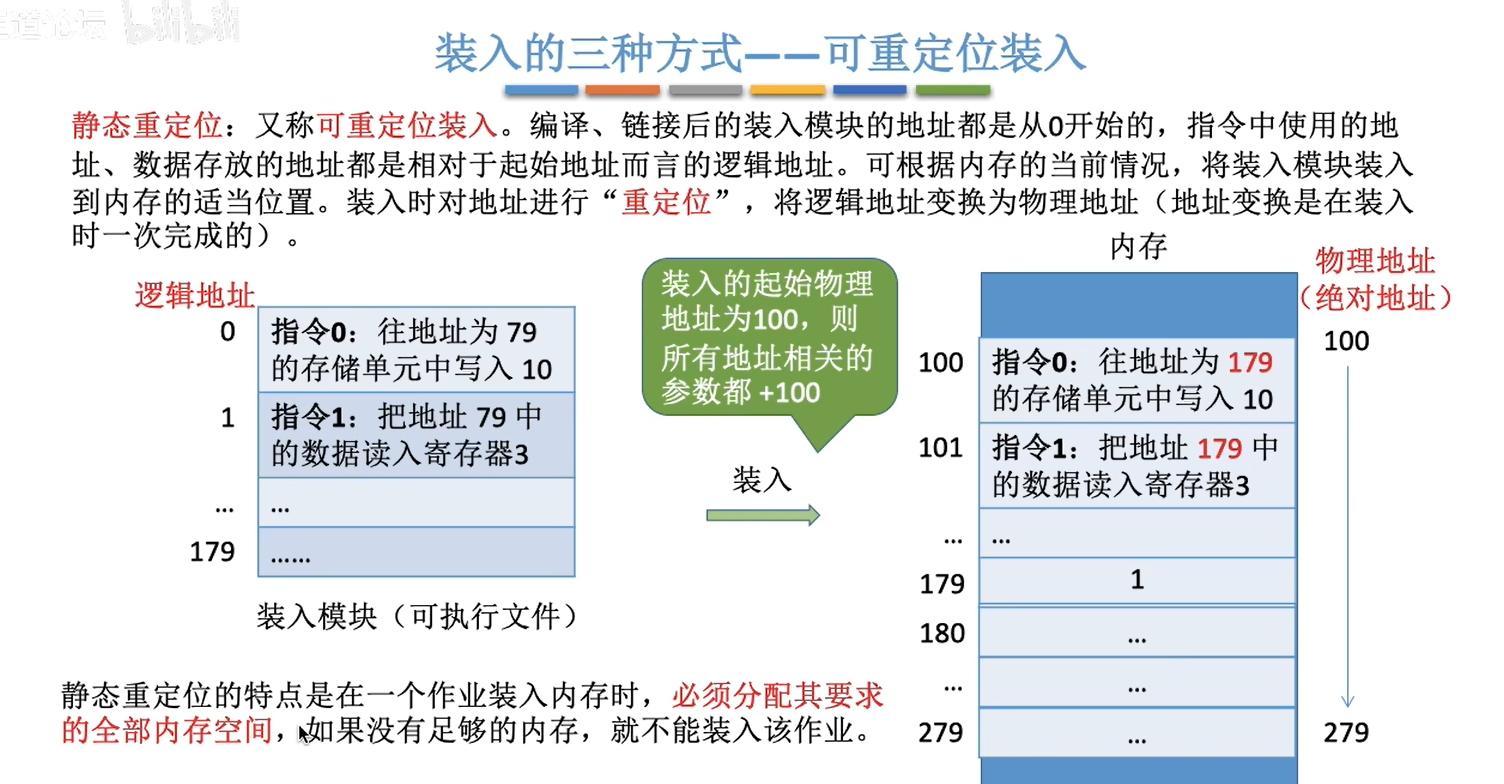 道论坛 bilibili
装入的三种方式——可重定位装入
静态重定位：又称可重定位装入。编译、链接后的装入模块的地址都是从0开始的，指令中使用的地
址、数据存放的地址都是相对于起始地址而言的逻辑地址。可根据内存的当前情况，将装入模块装入
到内存的适当位置。装入时对地址进行“重定位”，将逻辑地址变换为物理地址（地址变换是在装入
时一次完成的）。
逻辑地址
0
指令0：往地址为 79
的存储单元中写入 10
1
指令1：把地址 79 中
的数据读入寄存器3
...
...
179
......
装入模块（可执行文件）
装入的起始物理
地址为100，则
所有地址相关的
参数都 +100
装入
内存
物理地址
（绝对地址）
100
100
指令0：往地址为 179
的存储单元中写入 10
101
指令1：把地址 179 中
的数据读入寄存器3
...
...
179
1
180
...
...
...
279
...
279
静态重定位的特点是在一个作业装入内存时，必须分配其要求
的全部内存空间，如果没有足够的内存，就不能装入该作业。